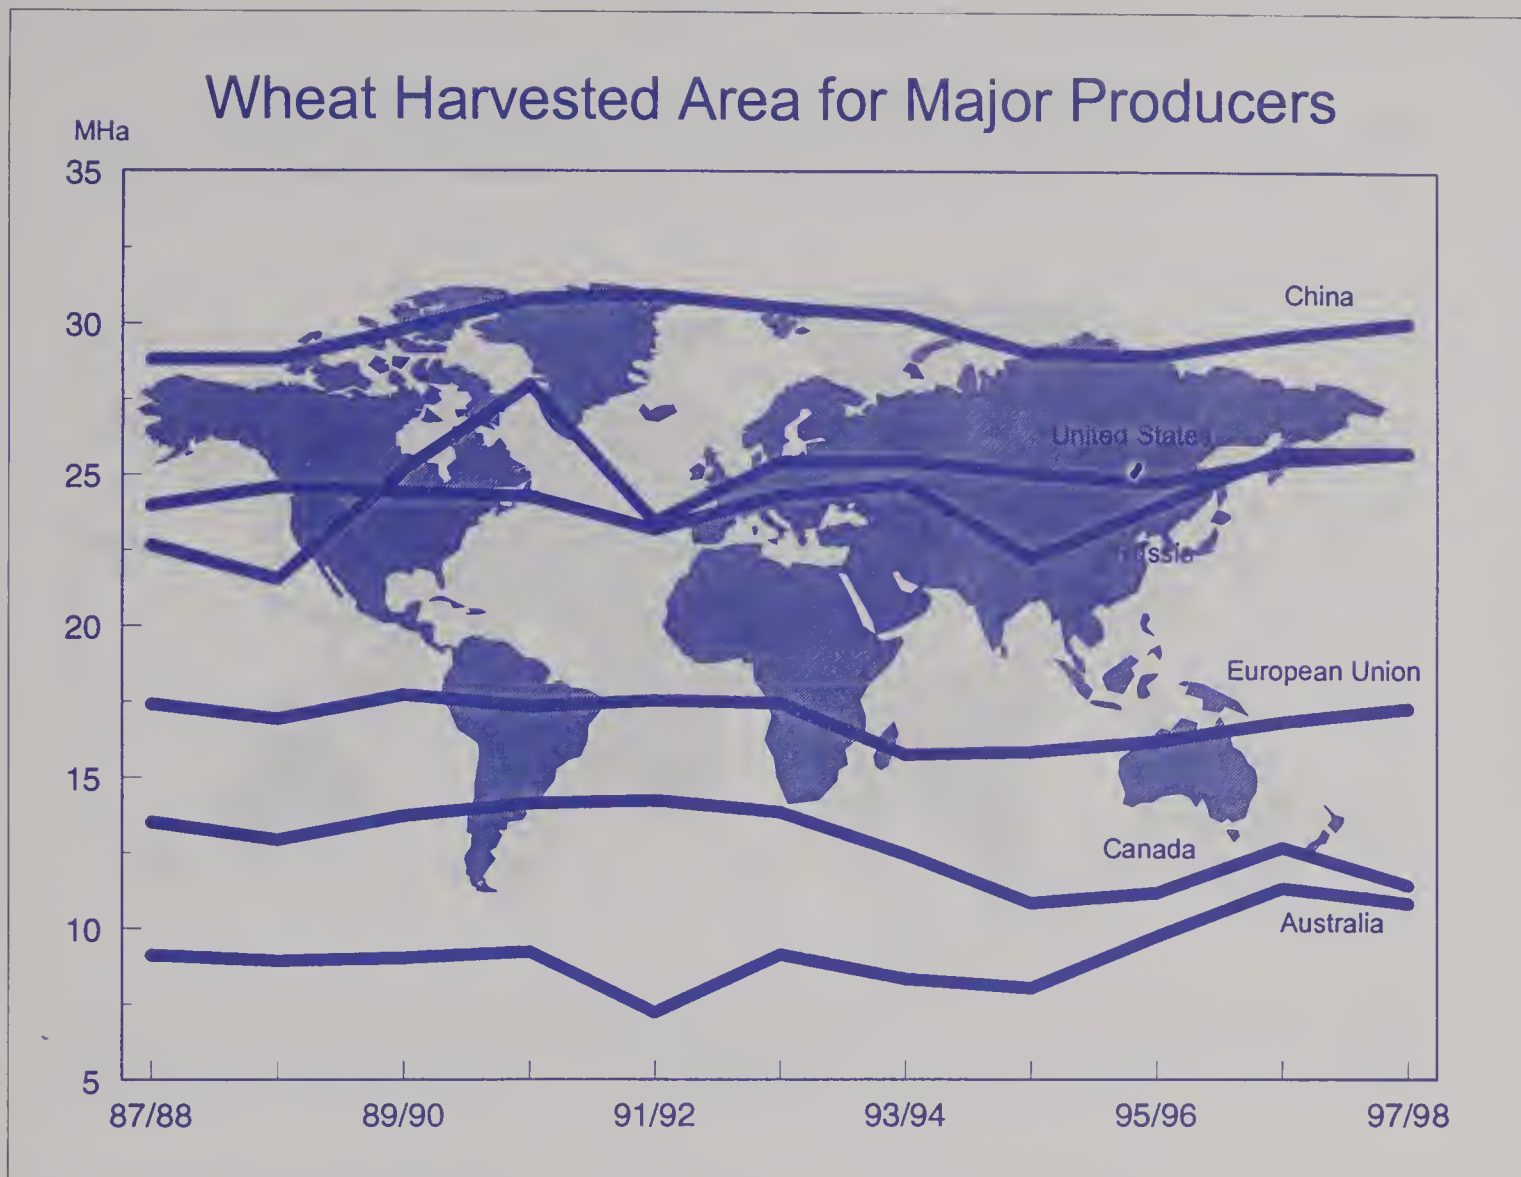 Wheat Harvested Area for Major Producers
MHa
35
30
25
20
15
10
5
China
United States
Russia
European Union
Canada
Australia
87/88 89/90 91/92 93/94 95/96 97/98